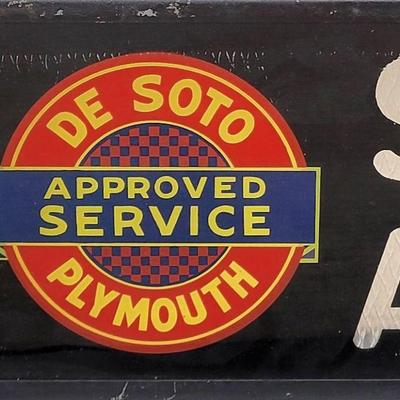 DE SOTO
APPROVED
SERVICE
PLYMOUTH
S
A